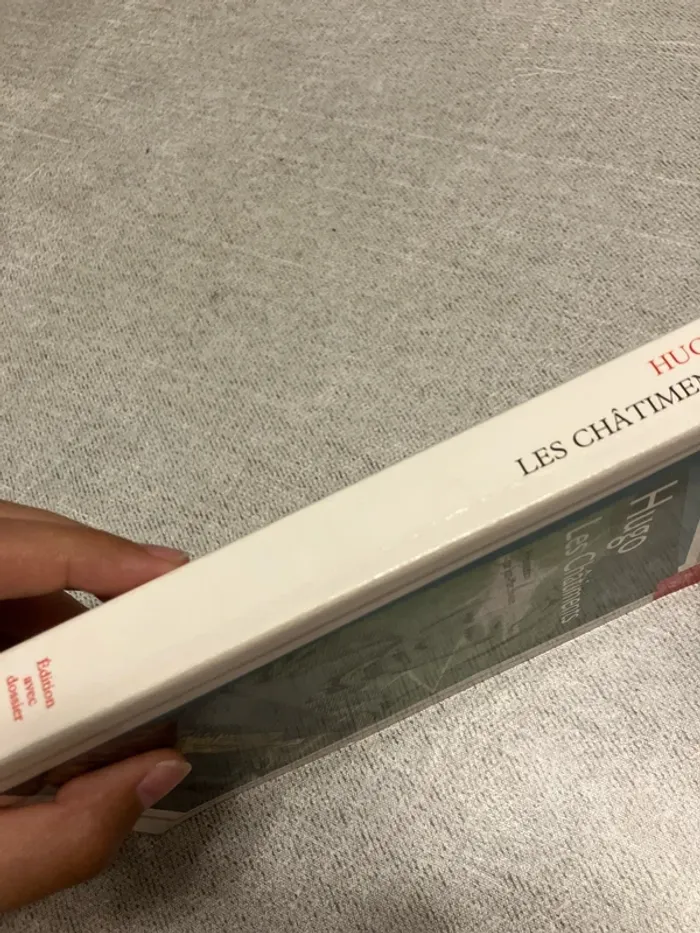 HUG
LES CHÂTIMEN
Hugo
Les Châtiments
Édition
avec
dossier